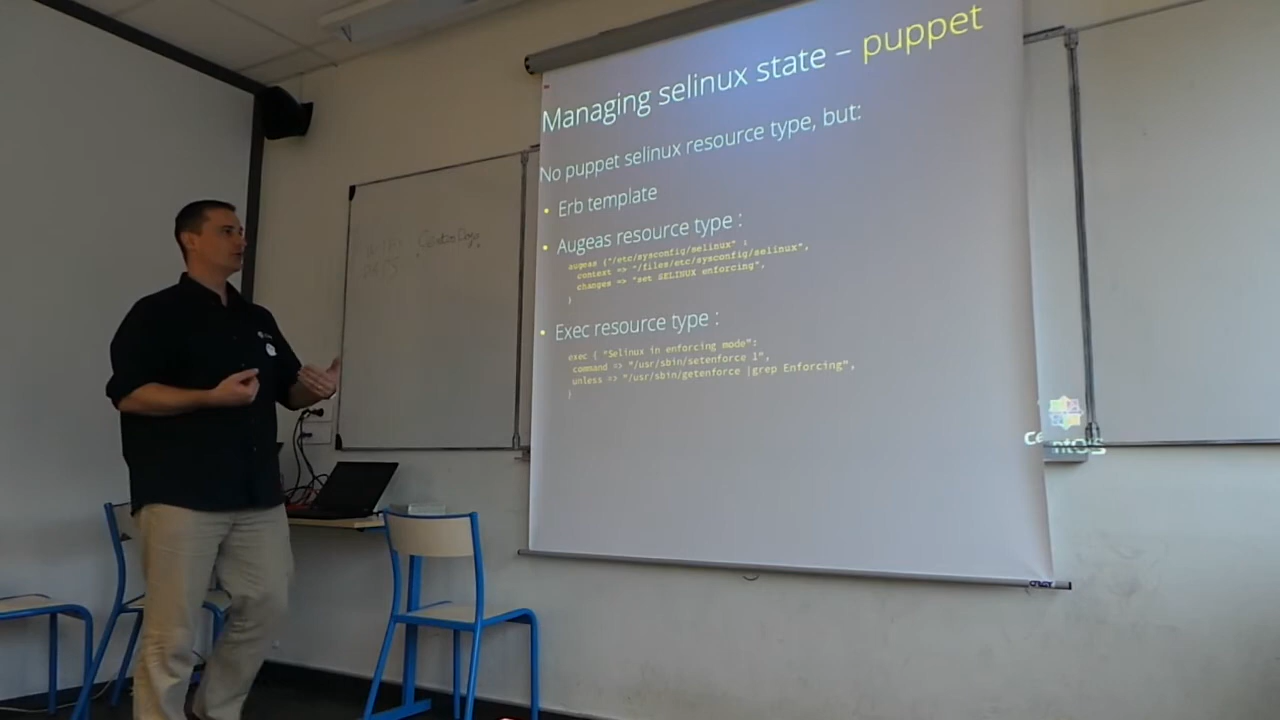 Managing selinux state – puppet
No puppet selinux resource type, but:
• Erb template
• Augeas resource type :
augeas {"/etc/sysconfig/selinux" :
context => "/files/etc/sysconfig/selinux",
changes => "set SELINUX enforcing",
}
• Exec resource type :
exec { "Selinux in enforcing mode":
command => "/usr/sbin/setenforce 1",
unless => "/usr/sbin/getenforce |grep Enforcing",
}
CentOS